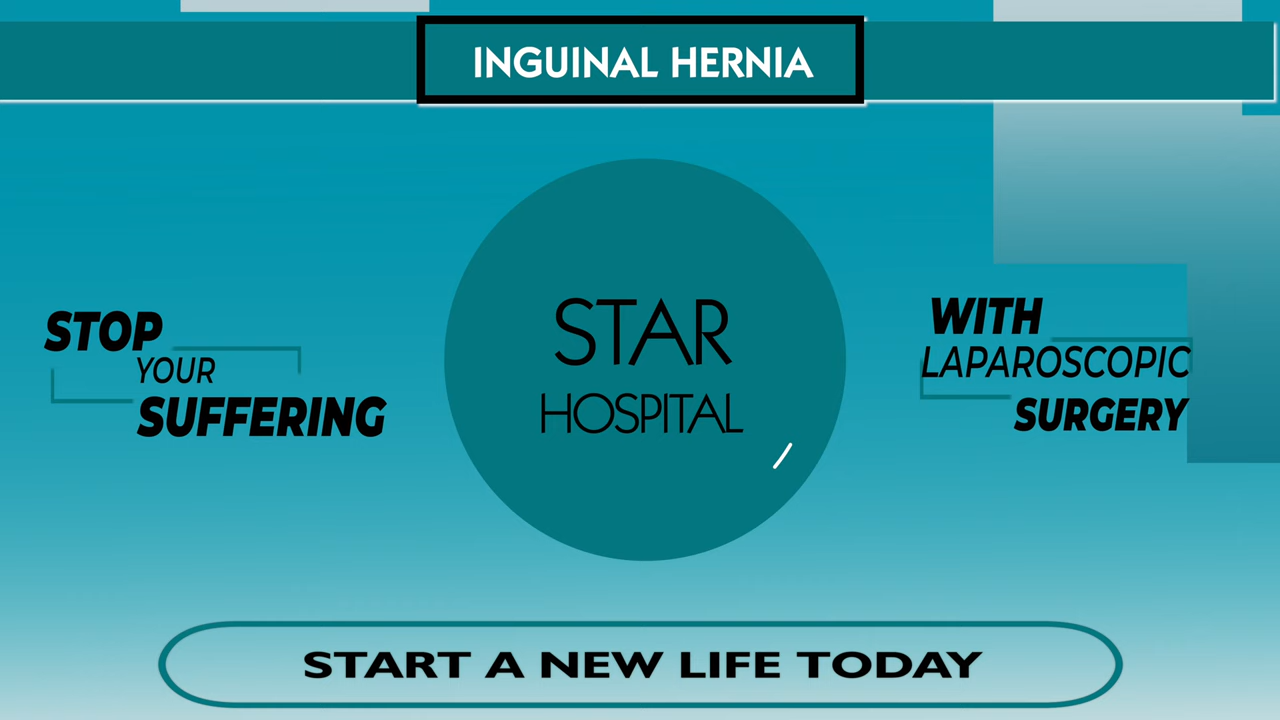 INGUINAL HERNIA
STOP
YOUR
SUFFERING
STAR
HOSPITAL
WITH
LAPAROSCOPIC
SURGERY
START A NEW LIFE TODAY